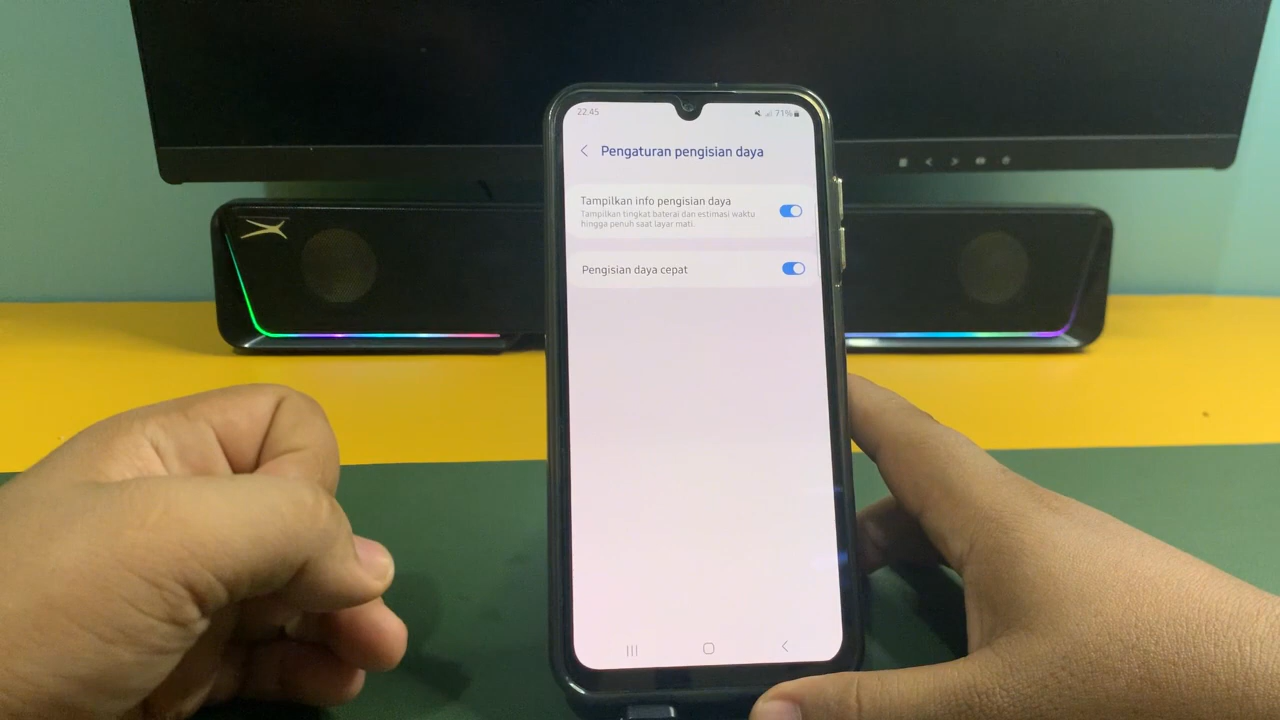 22.45
71%
Pengaturan pengisian daya
Tampilkan info pengisian daya
Tampilkan tingkat baterai dan estimasi waktu
hingga penuh saat layar mati.
Pengisian daya cepat